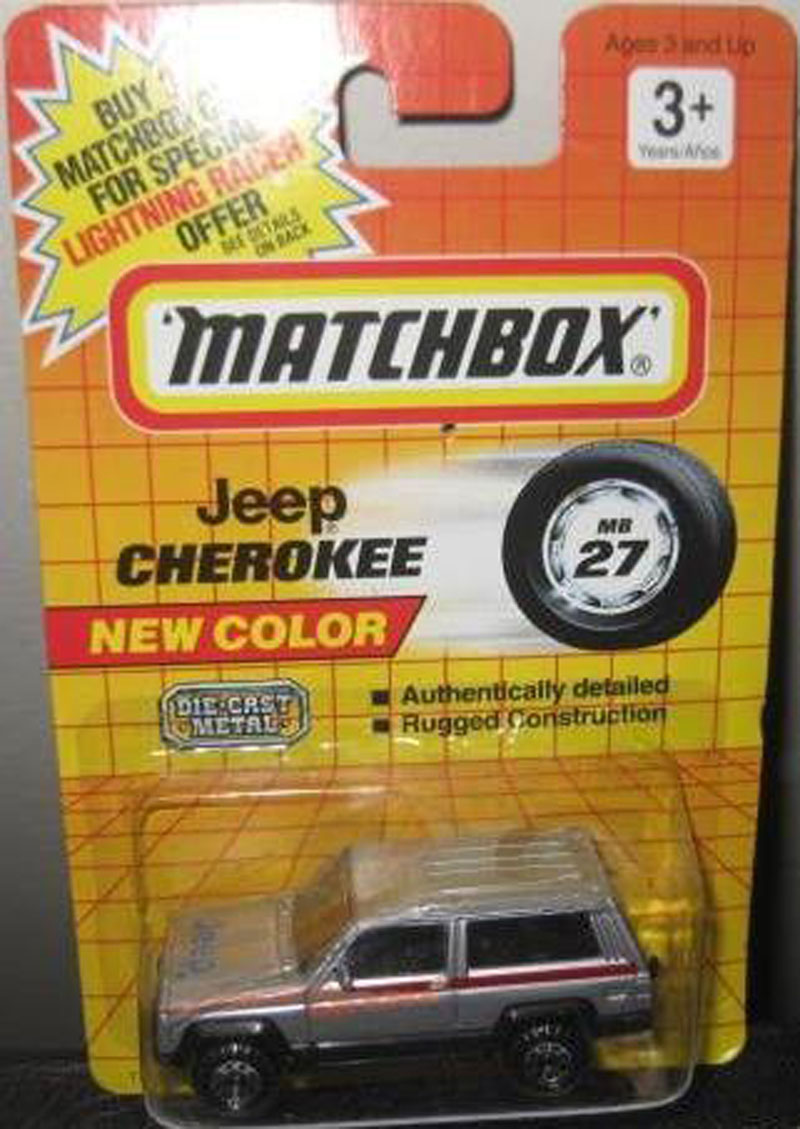 BUY
MATCHBOX
FOR SPECIAL
LIGHTNING RACER
OFFER
SEE DETAILS
ON BACK
Ages 3 and Up
3+
Years/Años
'MATCHBOX'®
Jeep®
CHEROKEE
NEW COLOR
MB
27
DIE-CAST
METAL
■ Authentically detailed
■ Rugged Construction